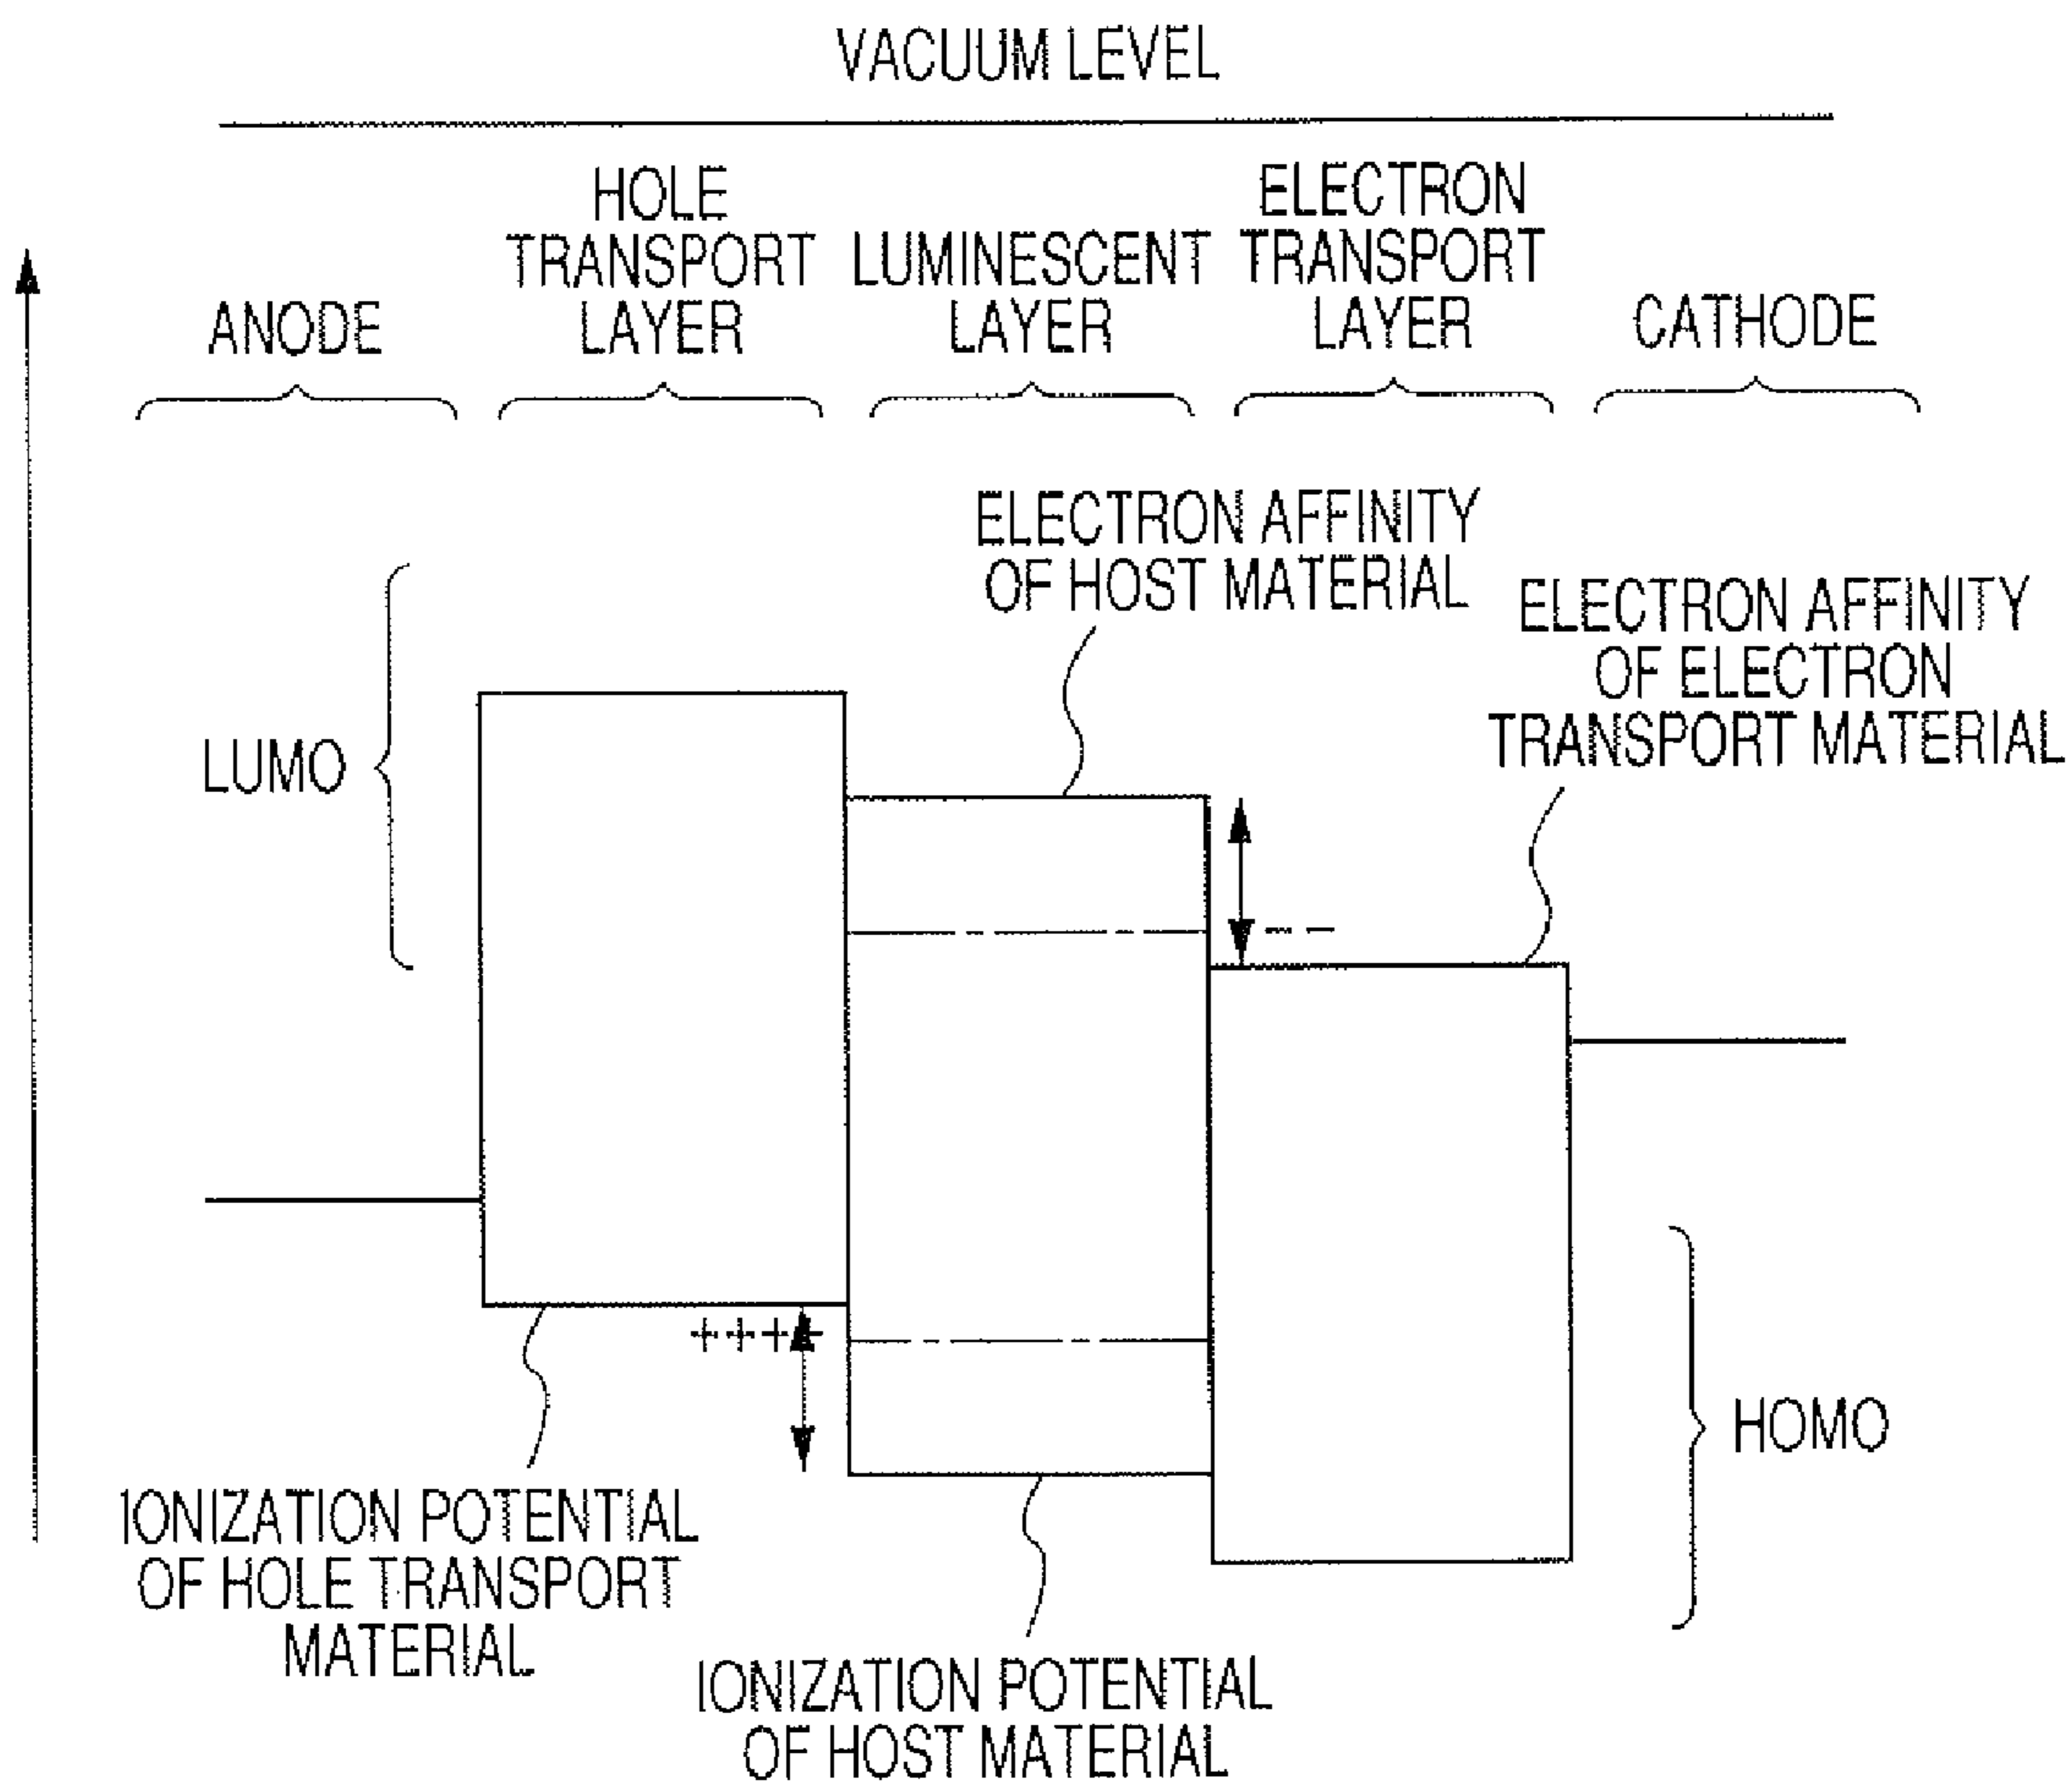 VACUUM LEVEL
ANODE
HOLE
TRANSPORT
LAYER
LUMINESCENT
LAYER
ELECTRON
TRANSPORT
LAYER
CATHODE
ELECTRON AFFINITY
OF HOST MATERIAL
ELECTRON AFFINITY
OF ELECTRON
TRANSPORT MATERIAL
LUMO
– –
++++
HOMO
IONIZATION POTENTIAL
OF HOLE TRANSPORT
MATERIAL
IONIZATION POTENTIAL
OF HOST MATERIAL